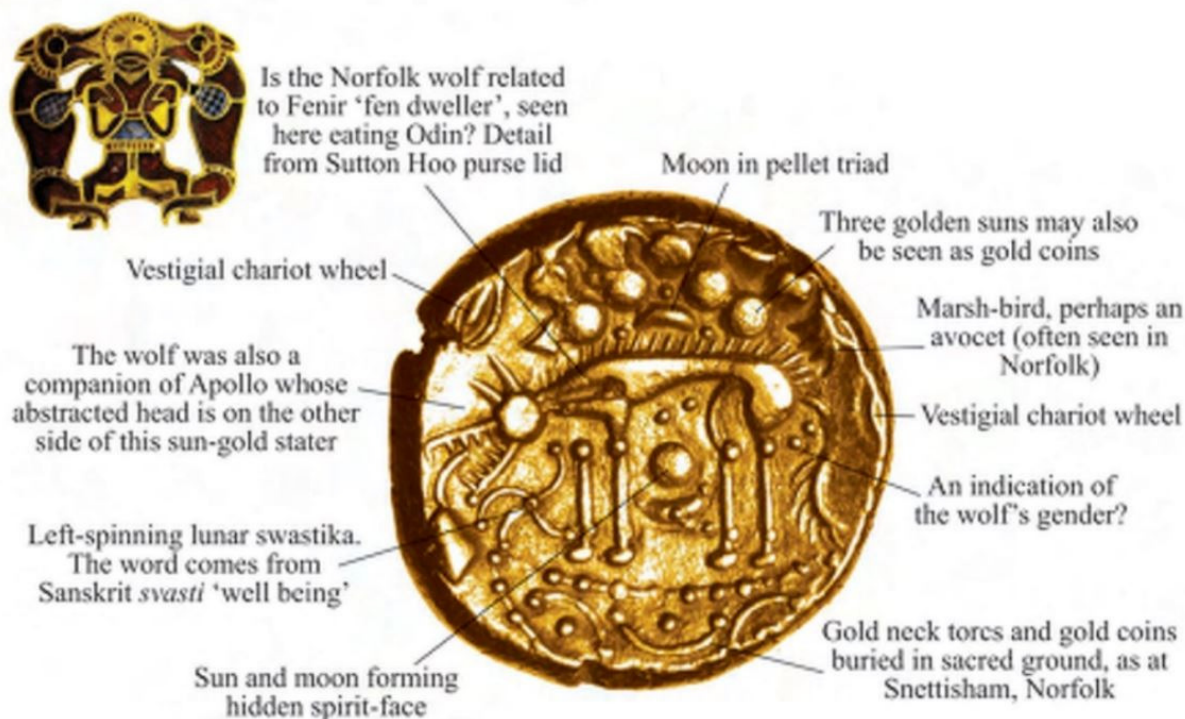 Is the Norfolk wolf related
to Fenir ‘fen dweller’, seen
here eating Odin? Detail
from Sutton Hoo purse lid
Moon in pellet triad
Three golden suns may also
be seen as gold coins
Vestigial chariot wheel
Marsh-bird, perhaps an
avocet (often seen in
Norfolk)
The wolf was also a
companion of Apollo whose
abstracted head is on the other
side of this sun-gold stater
Vestigial chariot wheel
An indication of
the wolf’s gender?
Left-spinning lunar swastika.
The word comes from
Sanskrit svasti ‘well being’
Gold neck torcs and gold coins
buried in sacred ground, as at
Snettisham, Norfolk
Sun and moon forming
hidden spirit-face